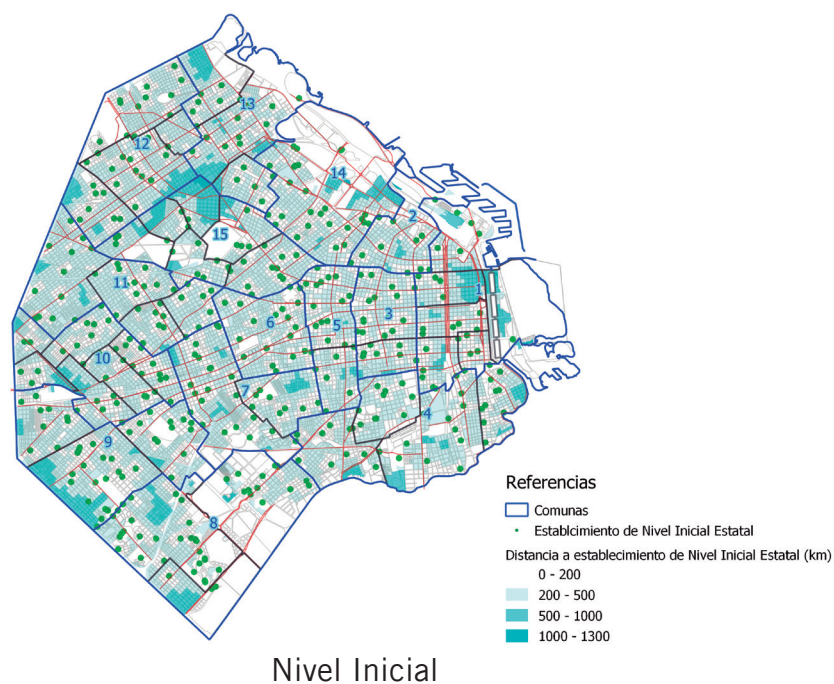 13
12
14
2
15
1
11
6
5
3
10
7
4
9
8
Referencias
Comunas
Establcimiento de Nivel Inicial Estatal
Distancia a establecimiento de Nivel Inicial Estatal (km)
0 - 200
200 - 500
500 - 1000
1000 - 1300
Nivel Inicial